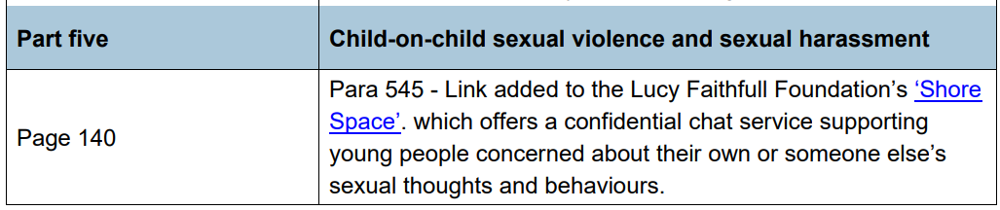 Part five
Child-on-child sexual violence and sexual harassment
Page 140
Para 545 - Link added to the Lucy Faithfull Foundation’s ‘Shore
Space’. which offers a confidential chat service supporting
young people concerned about their own or someone else’s
sexual thoughts and behaviours.